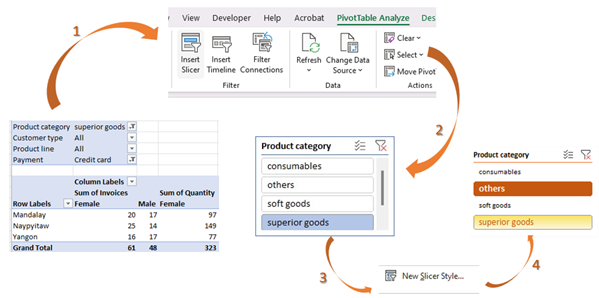 1
View Developer Help Acrobat PivotTable Analyze Des
Insert Slicer
Insert Timeline
Filter Connections
Filter
Refresh
Change Data Source
Data
Clear
Select
Move Pivot
Actions
2
Product category superior goods
Customer type All
Product line All
Payment Credit card
Column Labels
Sum of Invoices Sum of Quantity
Row Labels Female Male Female
Mandalay 20 17 97
Naypyitaw 25 14 149
Yangon 16 17 77
Grand Total 61 48 323
Product category
consumables
others
soft goods
superior goods
3
New Slicer Style...
4
Product category
consumables
others
soft goods
superior goods